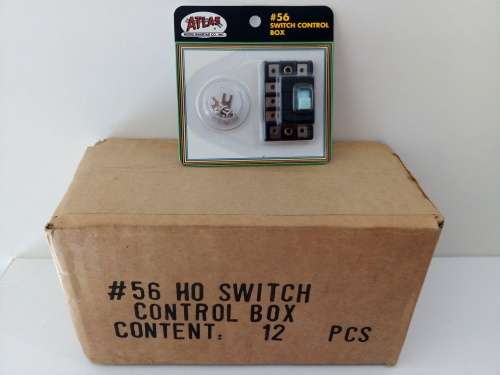 ATLAS
#56
SWITCH CONTROL
BOX
#56 HO SWITCH
CONTROL BOX
CONTENT: 12 PCS